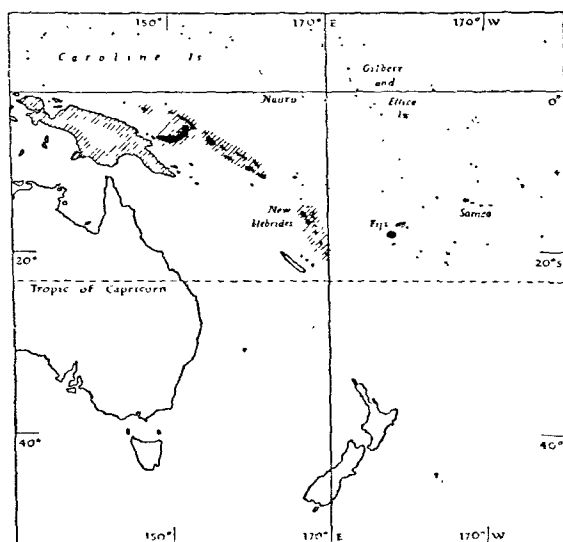 150° 170° E 170° W
Caroline Is
Gilbert
and
Ellice
Is
Nauru
0°
New
Hebrides
Fiji Is.
Samoa
20° 20° S
Tropic of Capricorn
40° 40°
150° 170° E 170° W